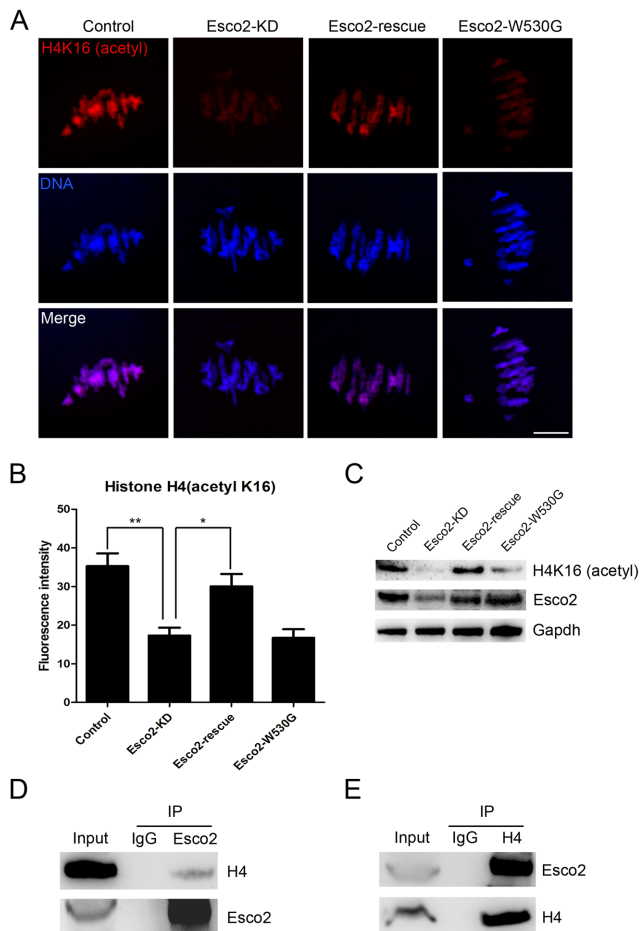 A
Control Esco2-KD Esco2-rescue Esco2-W530G
H4K16 (acetyl)
DNA
Merge
B
Histone H4(acetyl K16)
Fluorescence intensity
50
40
30
20
10
0
** *
Control Esco2-KD Esco2-rescue Esco2-W530G
C
Control Esco2-KD Esco2-rescue Esco2-W530G
H4K16 (acetyl)
Esco2
Gapdh
D
IP
Input IgG Esco2
H4
Esco2
E
IP
Input IgG H4
Esco2
H4